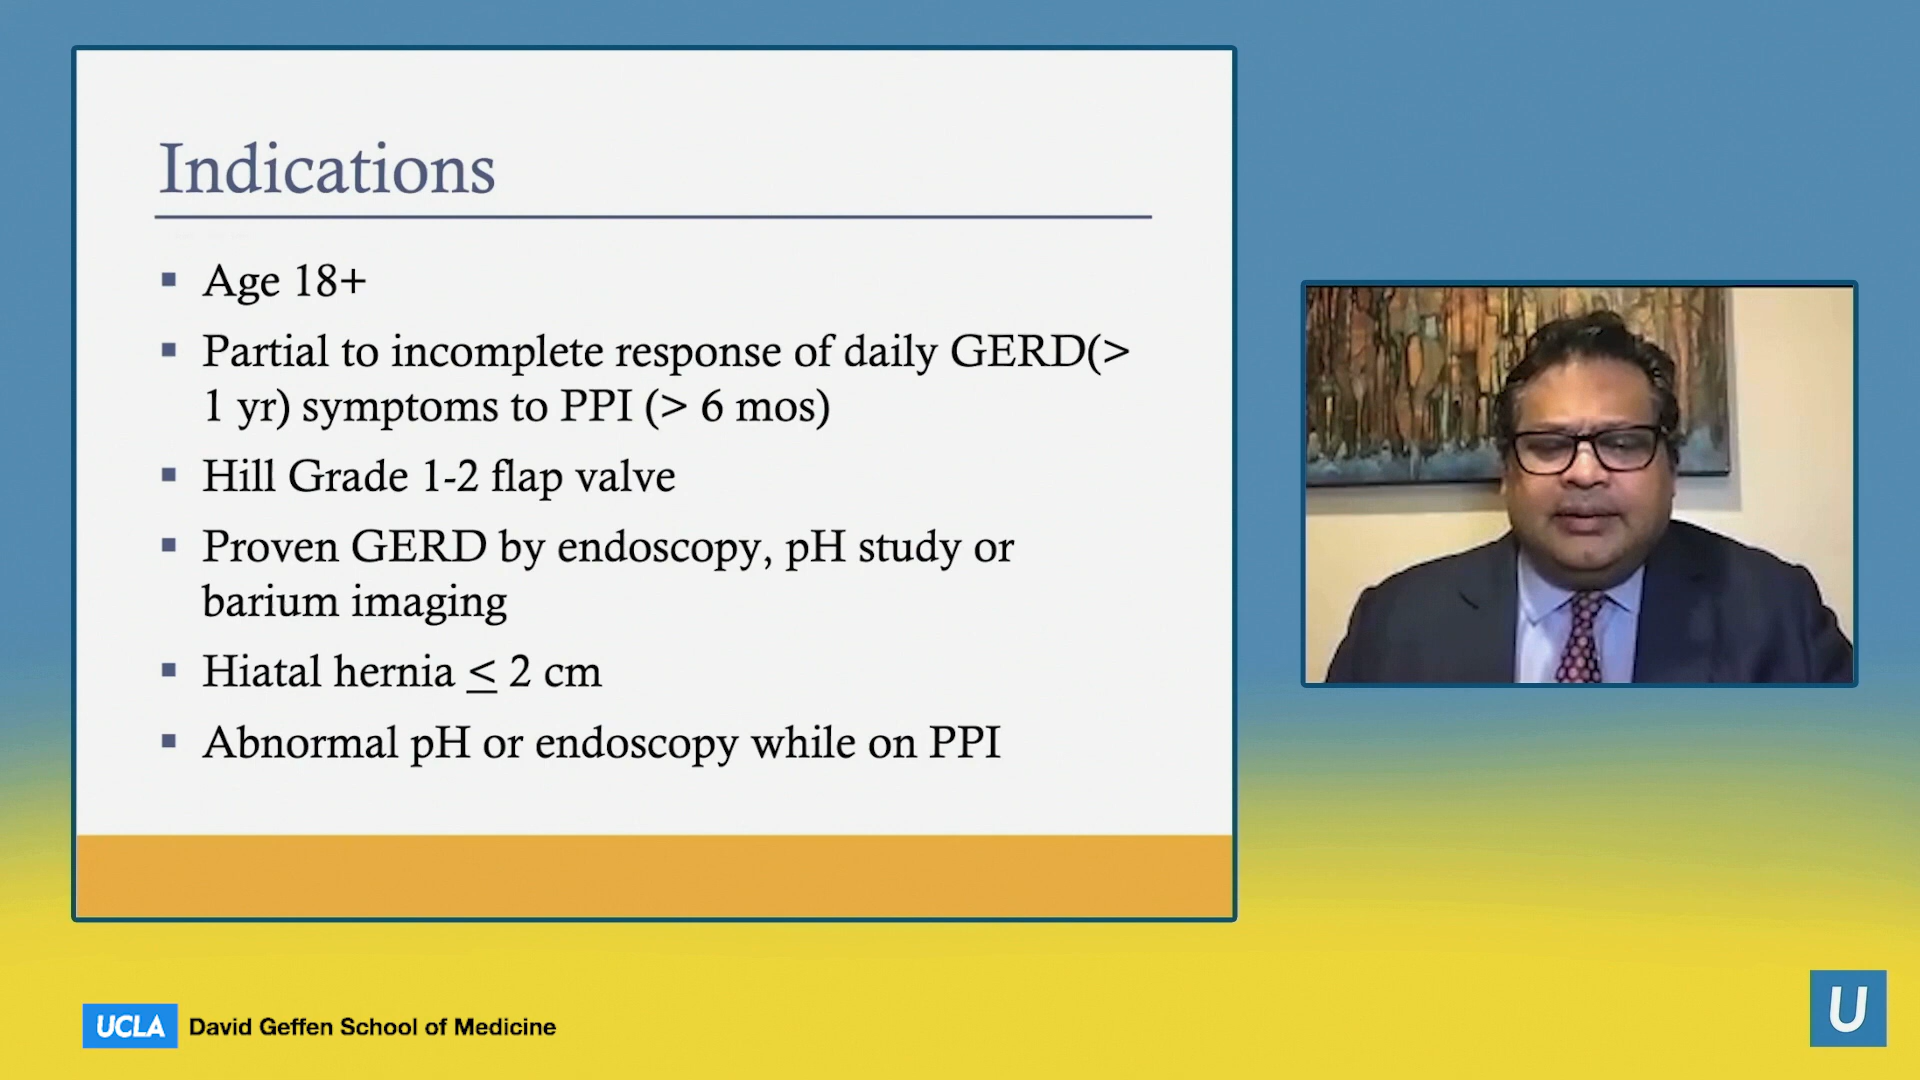 Indications
▪ Age 18+
▪ Partial to incomplete response of daily GERD(>
1 yr) symptoms to PPI (> 6 mos)
▪ Hill Grade 1-2 flap valve
▪ Proven GERD by endoscopy, pH study or
barium imaging
▪ Hiatal hernia ≤ 2 cm
▪ Abnormal pH or endoscopy while on PPI
UCLA David Geffen School of Medicine
U